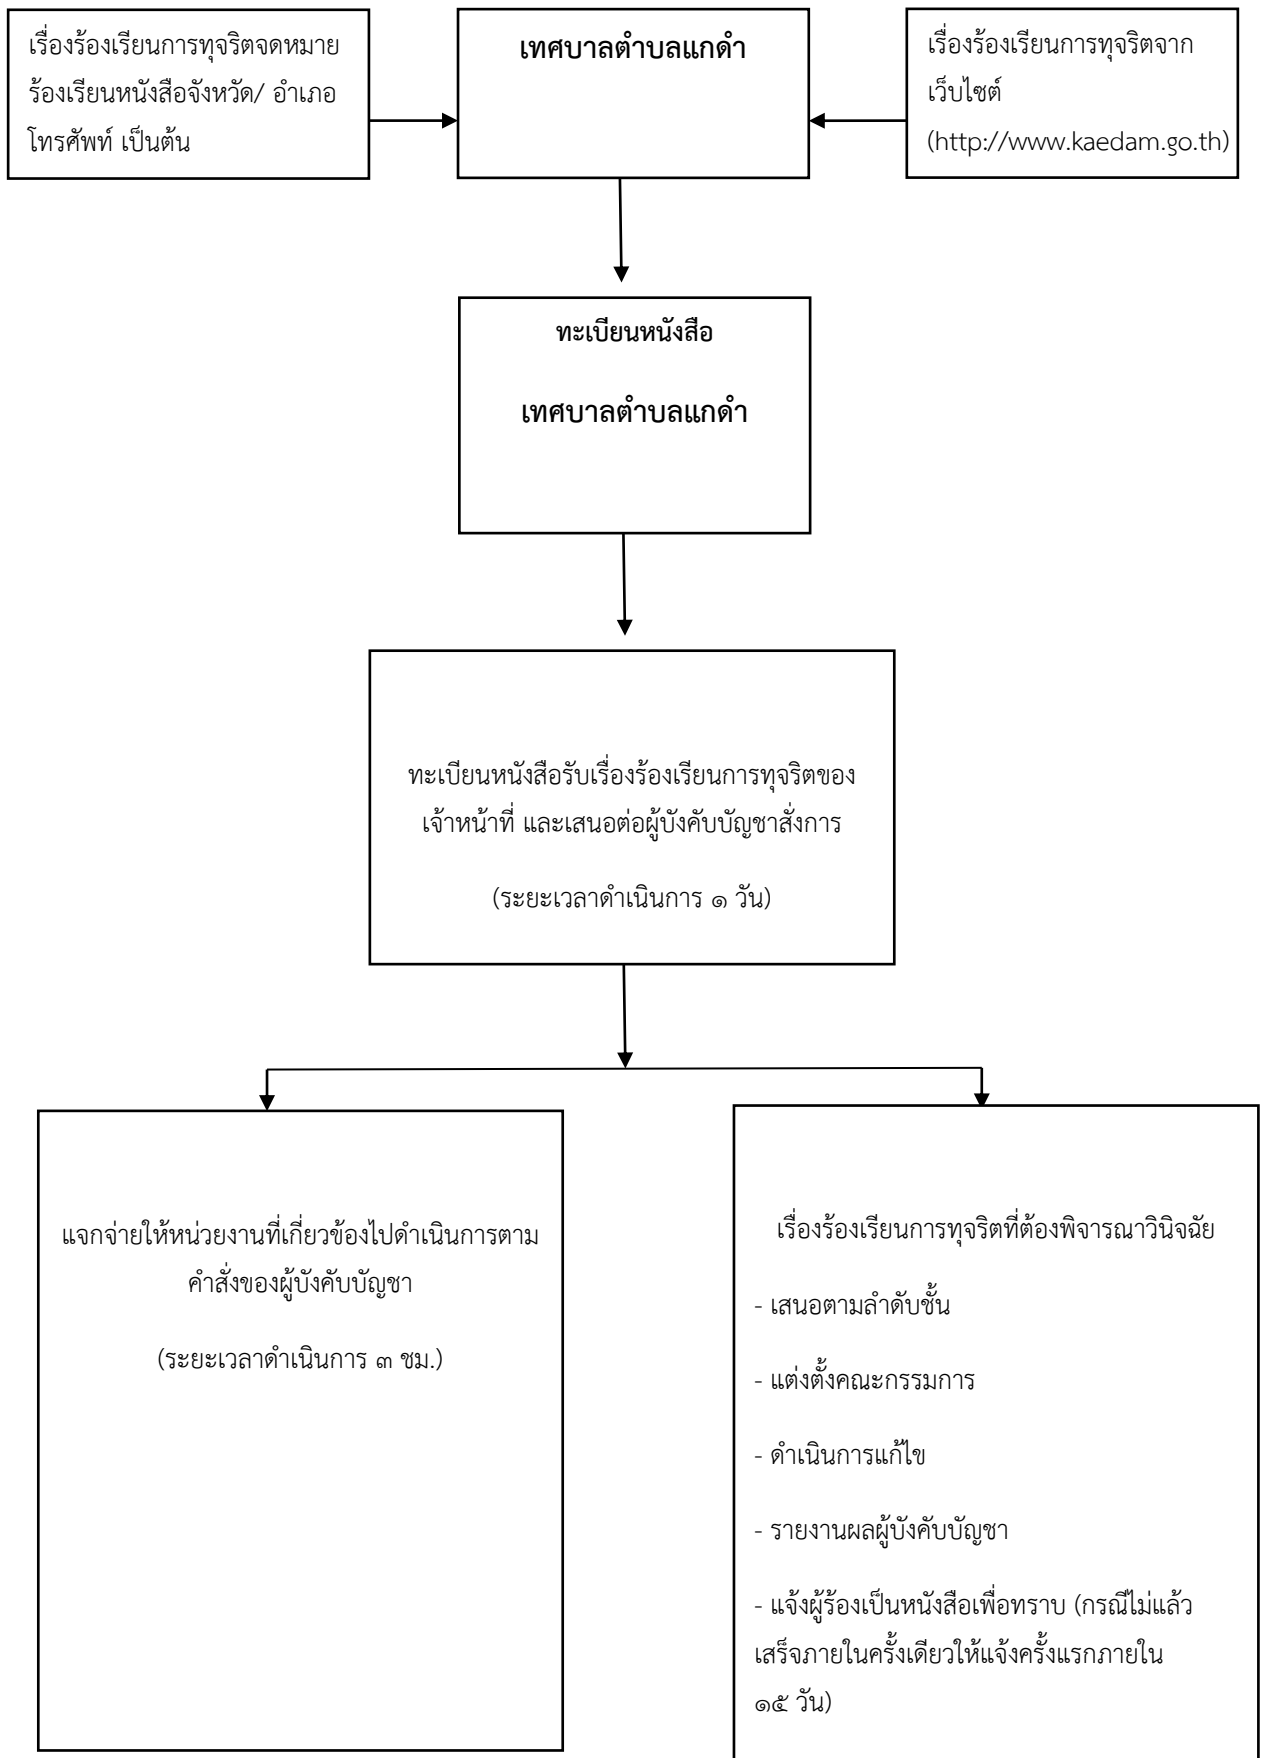 เรื่องร้องเรียนการทุจริตจดหมาย
ร้องเรียนหนังสือจังหวัด/ อำเภอ
โทรศัพท์ เป็นต้น
เทศบาลตำบลแกดำ
เรื่องร้องเรียนการทุจริตจาก
เว็บไซต์
(http://www.kaedam.go.th)
ทะเบียนหนังสือ
เทศบาลตำบลแกดำ
ทะเบียนหนังสือรับเรื่องร้องเรียนการทุจริตของ
เจ้าหน้าที่ และเสนอต่อผู้บังคับบัญชาสั่งการ
(ระยะเวลาดำเนินการ ๑ วัน)
แจกจ่ายให้หน่วยงานที่เกี่ยวข้องไปดำเนินการตาม
คำสั่งของผู้บังคับบัญชา
(ระยะเวลาดำเนินการ ๓ ชม.)
เรื่องร้องเรียนการทุจริตที่ต้องพิจารณาวินิจฉัย
- เสนอตามลำดับชั้น
- แต่งตั้งคณะกรรมการ
- ดำเนินการแก้ไข
- รายงานผลผู้บังคับบัญชา
- แจ้งผู้ร้องเป็นหนังสือเพื่อทราบ (กรณีไม่แล้ว
เสร็จภายในครั้งเดียวให้แจ้งครั้งแรกภายใน
๑๕ วัน)